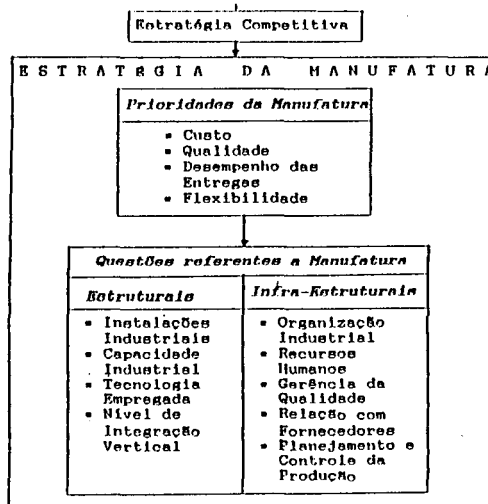 Estratégia Competitiva
ESTRATÉGIA DA MANUFATURA
Prioridades da Manufatura
• Custo
• Qualidade
• Desempenho das
Entregas
• Flexibilidade
Questões referentes a Manufatura
Estruturais
• Instalações
Industriais
• Capacidade
Industrial
• Tecnologia
Empregada
• Nível de
Integração
Vertical
Infra-Estruturais
• Organização
Industrial
• Recursos
Humanos
• Gerência da
Qualidade
• Relação com
Fornecedores
• Planejamento e
Controle da
Produção